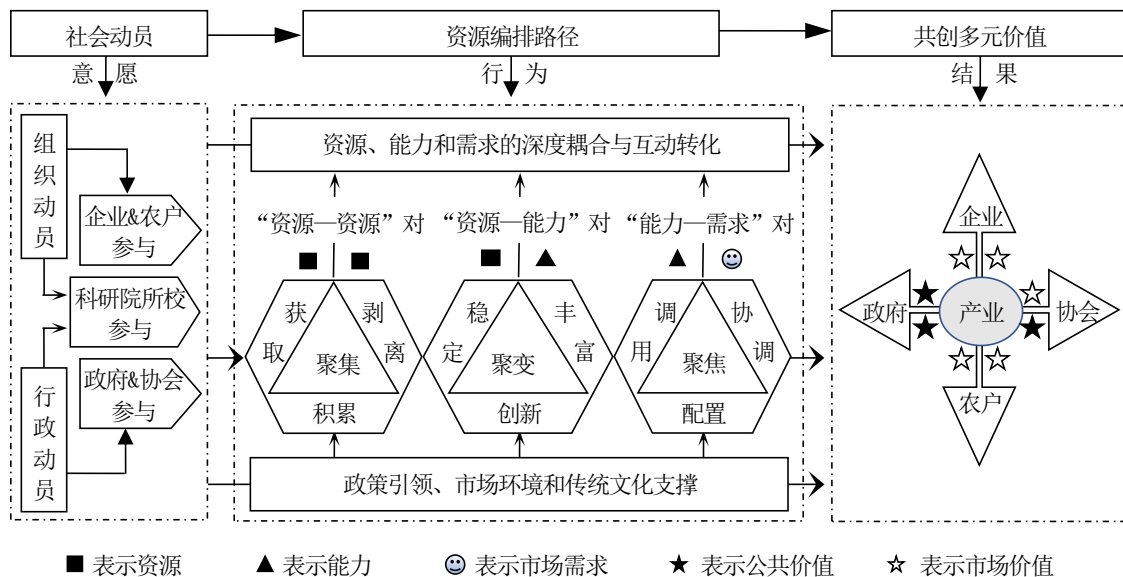 社会动员
资源编排路径
共创多元价值
意愿
行为
结果
组织动员
企业&农户
参与
科研院所校
参与
行政动员
政府&协会
参与
资源、能力和需求的深度耦合与互动转化
“资源—资源”对
“资源—能力”对
“能力—需求”对
获取
剥离
聚集
积累
稳定
丰富
聚变
创新
调用
协调
聚焦
配置
政策引领、市场环境和传统文化支撑
企业
政府
产业
协会
农户
表示资源
表示能力
表示市场需求
表示公共价值
表示市场价值